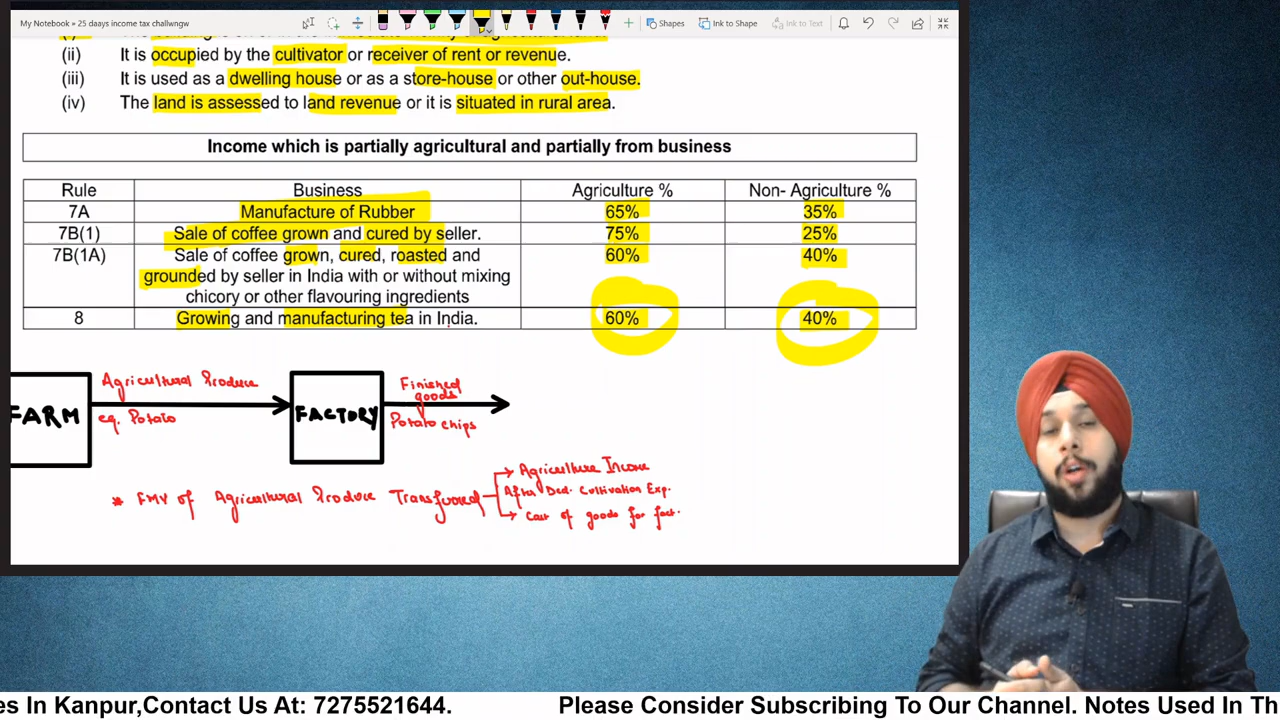 My Notebook » 25 daays income tax challwngw
Shapes
Ink to Shape
Ink to Text
(ii) It is occupied by the cultivator or receiver of rent or revenue.
(iii) It is used as a dwelling house or as a store-house or other out-house.
(iv) The land is assessed to land revenue or it is situated in rural area.
Income which is partially agricultural and partially from business
Rule Business Agriculture % Non- Agriculture %
7A Manufacture of Rubber 65% 35%
7B(1) Sale of coffee grown and cured by seller. 75% 25%
7B(1A) Sale of coffee grown, cured, roasted and 60% 40%
grounded by seller in India with or without mixing
chicory or other flavouring ingredients
8 Growing and manufacturing tea in India. 60% 40%
FARM
Agricultural Produce
eg. Potato
FACTORY
Finished
goods
Potato chips
* FMV of Agricultural Produce Transferred
Agriculture Income
After Ded. Cultivation Exp.
Cost of goods for fact.
es In Kanpur,Contact Us At: 7275521644. Please Consider Subscribing To Our Channel. Notes Used In Th